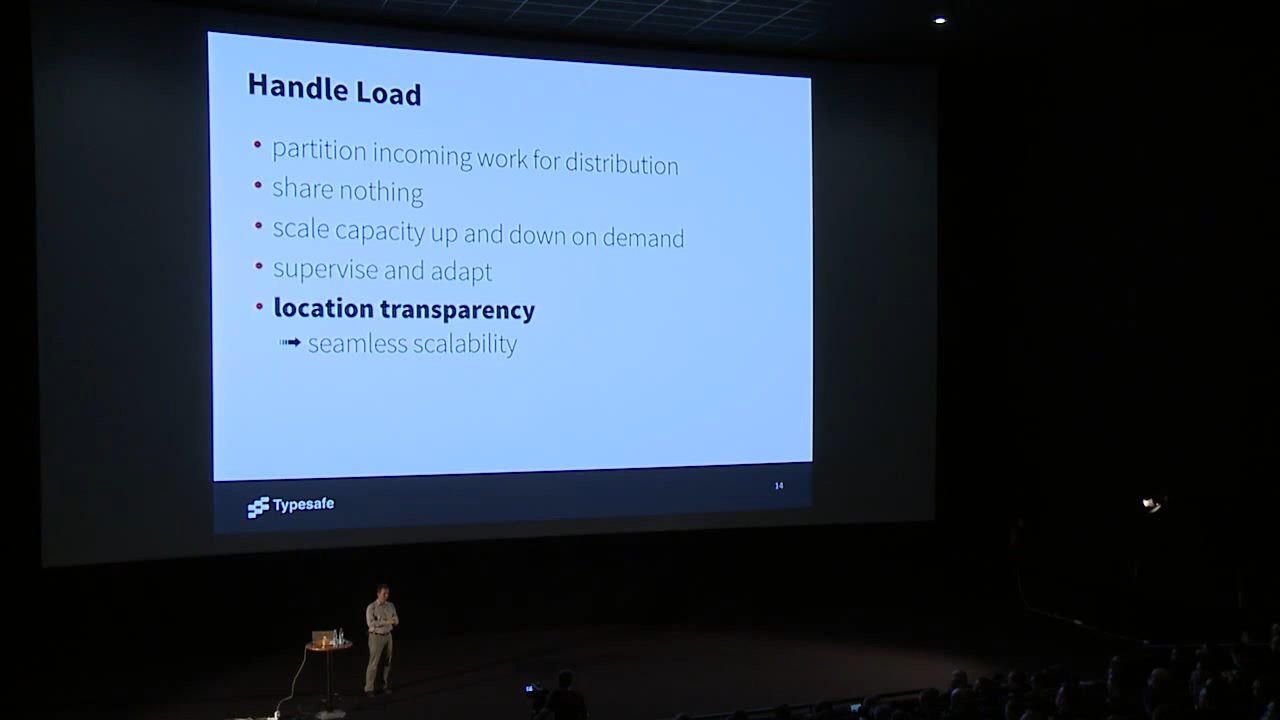 Handle Load
• partition incoming work for distribution
• share nothing
• scale capacity up and down on demand
• supervise and adapt
• location transparency
➟ seamless scalability
Typesafe
14